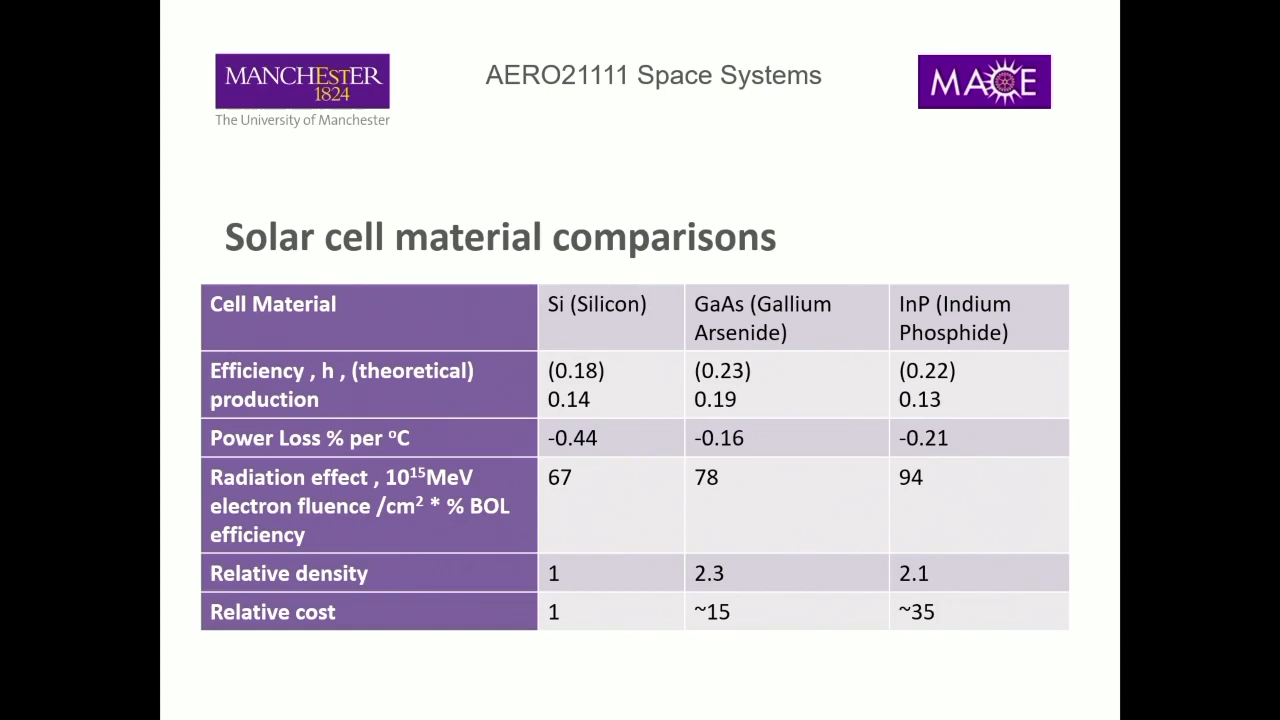 MANCHESTER
1824
The University of Manchester
AERO21111 Space Systems
MACE
Solar cell material comparisons
Cell Material
Si (Silicon)
GaAs (Gallium
Arsenide)
InP (Indium
Phosphide)
Efficiency , h , (theoretical)
production
(0.18)
0.14
(0.23)
0.19
(0.22)
0.13
Power Loss % per ᵒC
-0.44
-0.16
-0.21
Radiation effect , 10¹⁵MeV
electron fluence /cm² * % BOL
efficiency
67
78
94
Relative density
1
2.3
2.1
Relative cost
1
~15
~35